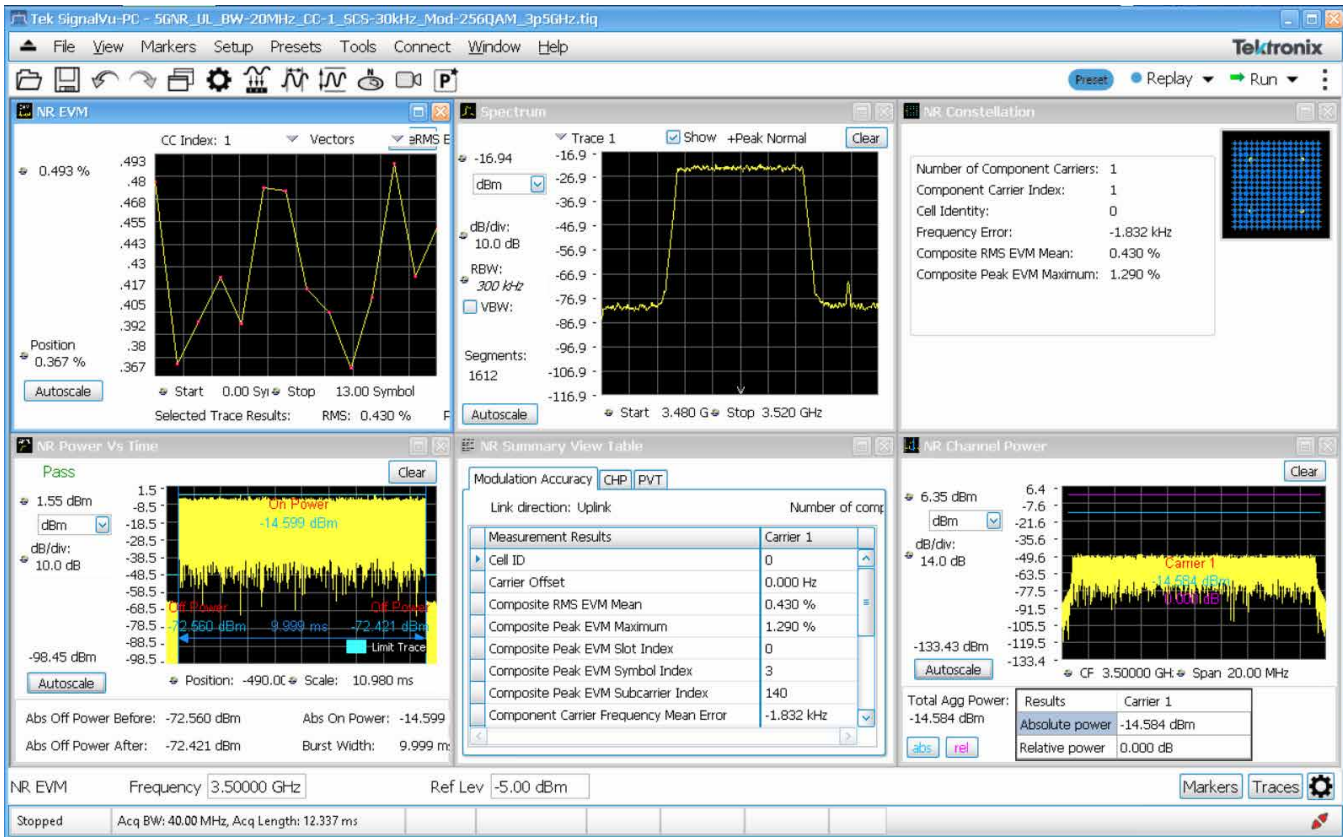 Tek SignalVu-PC - 5GNR_UL_BW-20MHz_CC-1_SCS-30kHz_Mod-256QAM_3p5GHz.tiq
File View Markers Setup Presets Tools Connect Window Help
Tektronix
Preset Replay Run
NR EVM
CC Index: 1 Vectors
0.493 %
.493
.48
.468
.455
.443
.43
.417
.405
.392
.38
.367
Position
0.367 %
Autoscale
Start 0.00 Stop 13.00 Symbol
Selected Trace Results: RMS: 0.430 %
Spectrum
Trace 1 Show +Peak Normal Clear
-16.94
dBm
dB/div:
10.0 dB
RBW:
300 kHz
VBW:
Segments:
1612
Autoscale
-16.9
-26.9
-36.9
-46.9
-56.9
-66.9
-76.9
-86.9
-96.9
-106.9
-116.9
Start 3.480 G Stop 3.520 GHz
NR Constellation
Number of Component Carriers: 1
Component Carrier Index: 1
Cell Identity: 0
Frequency Error: -1.832 kHz
Composite RMS EVM Mean: 0.430 %
Composite Peak EVM Maximum: 1.290 %
NR Power Vs Time
Pass Clear
1.55 dBm
dBm
dB/div:
10.0 dB
-98.45 dBm
Autoscale
1.5
-8.5
-18.5
-28.5
-38.5
-48.5
-58.5
-68.5
-78.5
-88.5
-98.5
On Power
-14.599 dBm
Off Power Off Power
-72.560 dBm 9.999 ms -72.421 dBm
Limit Trace
Position: -490.00 Scale: 10.980 ms
Abs Off Power Before: -72.560 dBm Abs On Power: -14.599
Abs Off Power After: -72.421 dBm Burst Width: 9.999 m
NR Summary View Table
Modulation Accuracy CHP PVT
Link direction: Uplink Number of comp
Measurement Results Carrier 1
Cell ID 0
Carrier Offset 0.000 Hz
Composite RMS EVM Mean 0.430 %
Composite Peak EVM Maximum 1.290 %
Composite Peak EVM Slot Index 0
Composite Peak EVM Symbol Index 3
Composite Peak EVM Subcarrier Index 140
Component Carrier Frequency Mean Error -1.832 kHz
NR Channel Power
Clear
6.35 dBm
dBm
dB/div:
14.0 dB
-133.43 dBm
Autoscale
6.4
-7.6
-21.6
-35.6
-49.6
-63.5
-77.5
-91.5
-105.5
-119.5
-133.4
Carrier 1
-14.584 dBm
0.000 dB
CF 3.50000 GH Span 20.00 MHz
Total Agg Power:
-14.584 dBm
abs rel
Results Carrier 1
Absolute power -14.584 dBm
Relative power 0.000 dB
NR EVM Frequency 3.50000 GHz Ref Lev -5.00 dBm Markers Traces
Stopped Acq BW: 40.00 MHz, Acq Length: 12.337 ms